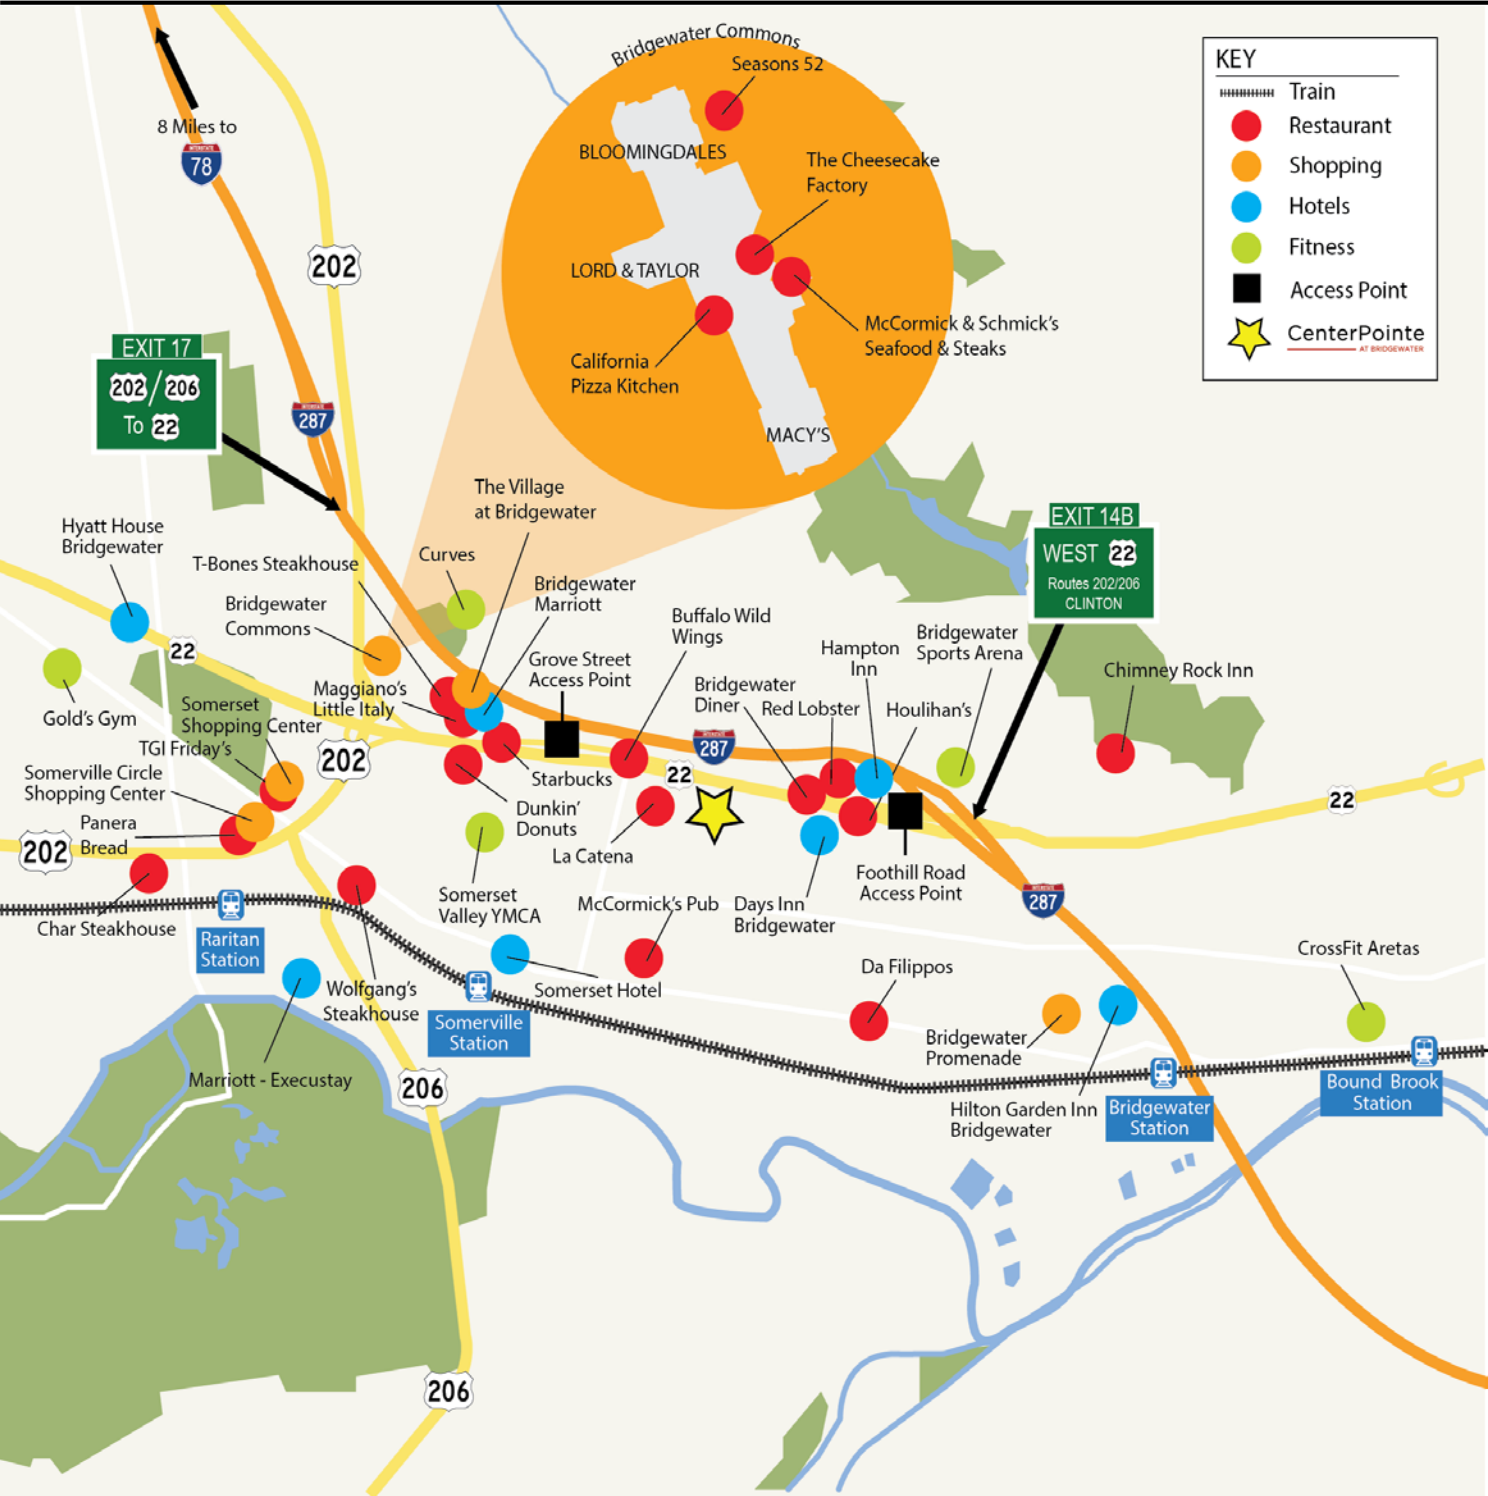 Bridgewater Commons
Seasons 52
BLOOMINGDALES
The Cheesecake
Factory
LORD & TAYLOR
McCormick & Schmick's
Seafood & Steaks
California
Pizza Kitchen
MACY'S
KEY
Train
Restaurant
Shopping
Hotels
Fitness
Access Point
CenterPointe
AT BRIDGEWATER
8 Miles to
INTERSTATE
78
202
EXIT 17
202/206
To 22
INTERSTATE
287
The Village
at Bridgewater
Hyatt House
Bridgewater
T-Bones Steakhouse
Curves
Bridgewater
Commons
Bridgewater
Marriott
22
Grove Street
Access Point
Buffalo Wild
Wings
Hampton
Inn
Bridgewater
Sports Arena
EXIT 14B
WEST 22
Routes 202/206
CLINTON
Chimney Rock Inn
Gold's Gym
Maggiano's
Little Italy
Somerset
Shopping Center
TGI Friday's
Somerville Circle
Shopping Center
Panera
Bread
202
202
Bridgewater
Diner
Red Lobster
Houlihan's
INTERSTATE
287
22
22
Starbucks
Dunkin'
Donuts
La Catena
Foothill Road
Access Point
INTERSTATE
287
Char Steakhouse
Raritan
Station
Somerset
Valley YMCA
McCormick's Pub
Days Inn
Bridgewater
Wolfgang's
Steakhouse
Somerset Hotel
Somerville
Station
Marriott - Execustay
206
Da Filippos
CrossFit Aretas
Bridgewater
Promenade
Hilton Garden Inn
Bridgewater
Bridgewater
Station
Bound Brook
Station
206